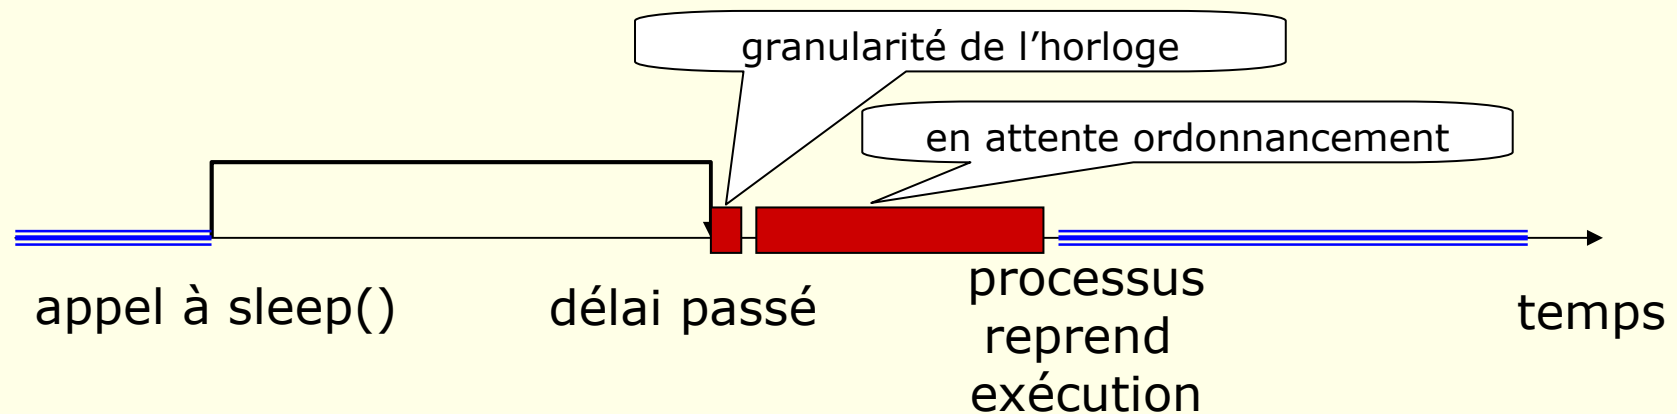 granularité de l’horloge
en attente ordonnancement
appel à sleep()
délai passé
processus
reprend
exécution
temps